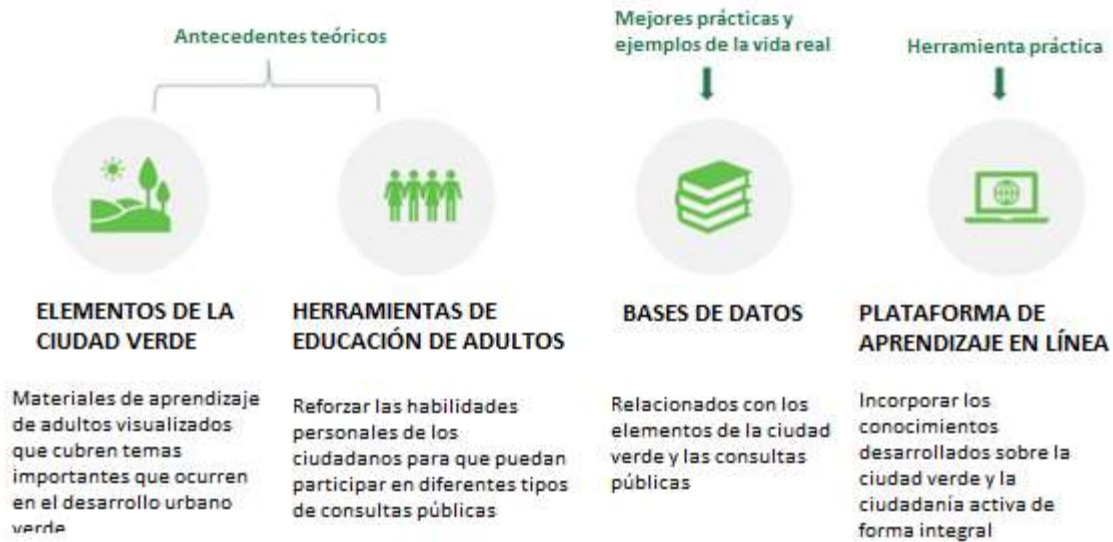 Antecedentes teóricos
Mejores prácticas y
ejemplos de la vida real
Herramienta práctica
ELEMENTOS DE LA
CIUDAD VERDE
Materiales de aprendizaje
de adultos visualizados
que cubren temas
importantes que ocurren
en el desarrollo urbano
verde
HERRAMIENTAS DE
EDUCACIÓN DE ADULTOS
Reforzar las habilidades
personales de los
ciudadanos para que puedan
participar en diferentes tipos
de consultas públicas
BASES DE DATOS
Relacionados con los
elementos de la ciudad
verde y las consultas
públicas
PLATAFORMA DE
APRENDIZAJE EN LÍNEA
Incorporar los
conocimientos
desarrollados sobre la
ciudad verde y la
ciudadanía activa de
forma integral